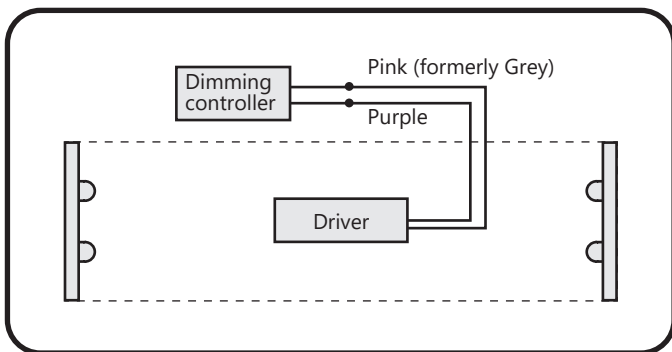 Pink (formerly Grey)
Dimming
controller
Purple
Driver